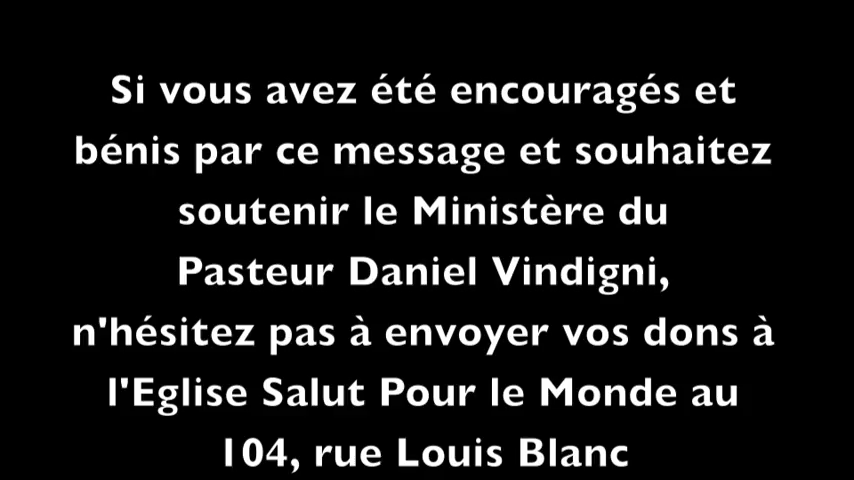 Si vous avez été encouragés et
bénis par ce message et souhaitez
soutenir le Ministère du
Pasteur Daniel Vindigni,
n'hésitez pas à envoyer vos dons à
l'Eglise Salut Pour le Monde au
104, rue Louis Blanc